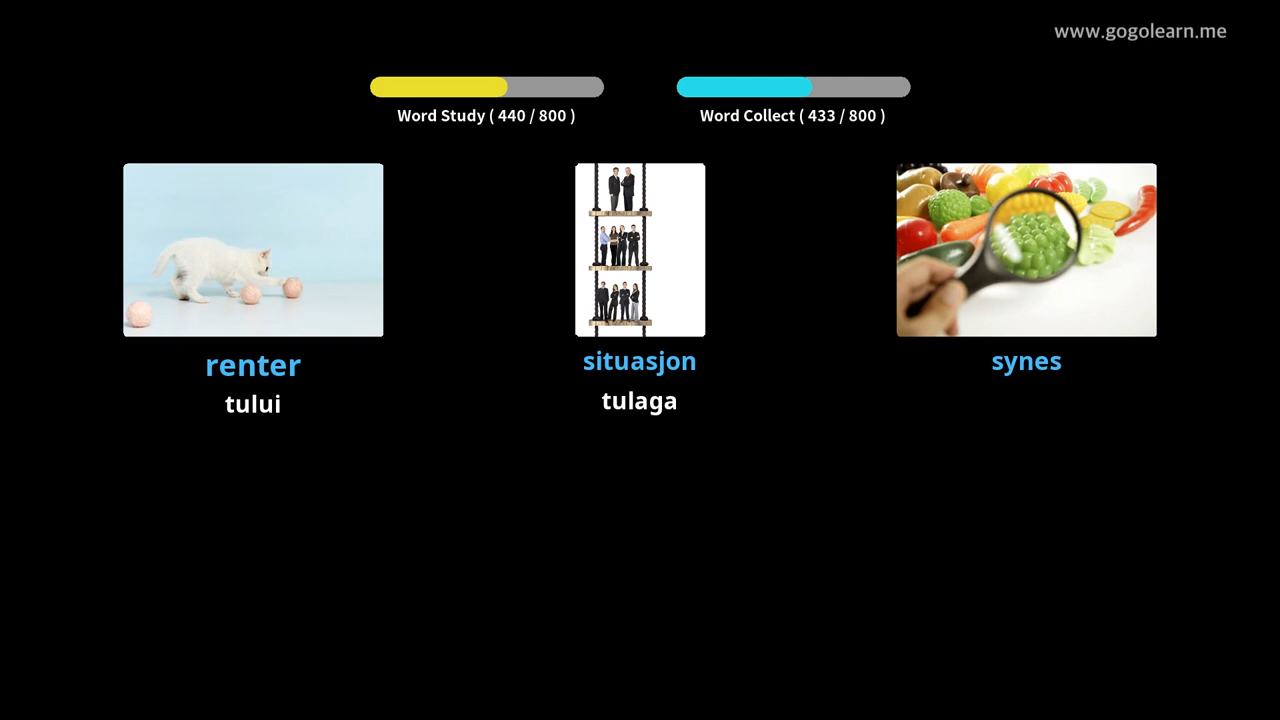 www.gogolearn.me
Word Study ( 440 / 800 )
Word Collect ( 433 / 800 )
renter
tului
situasjon
tulaga
synes